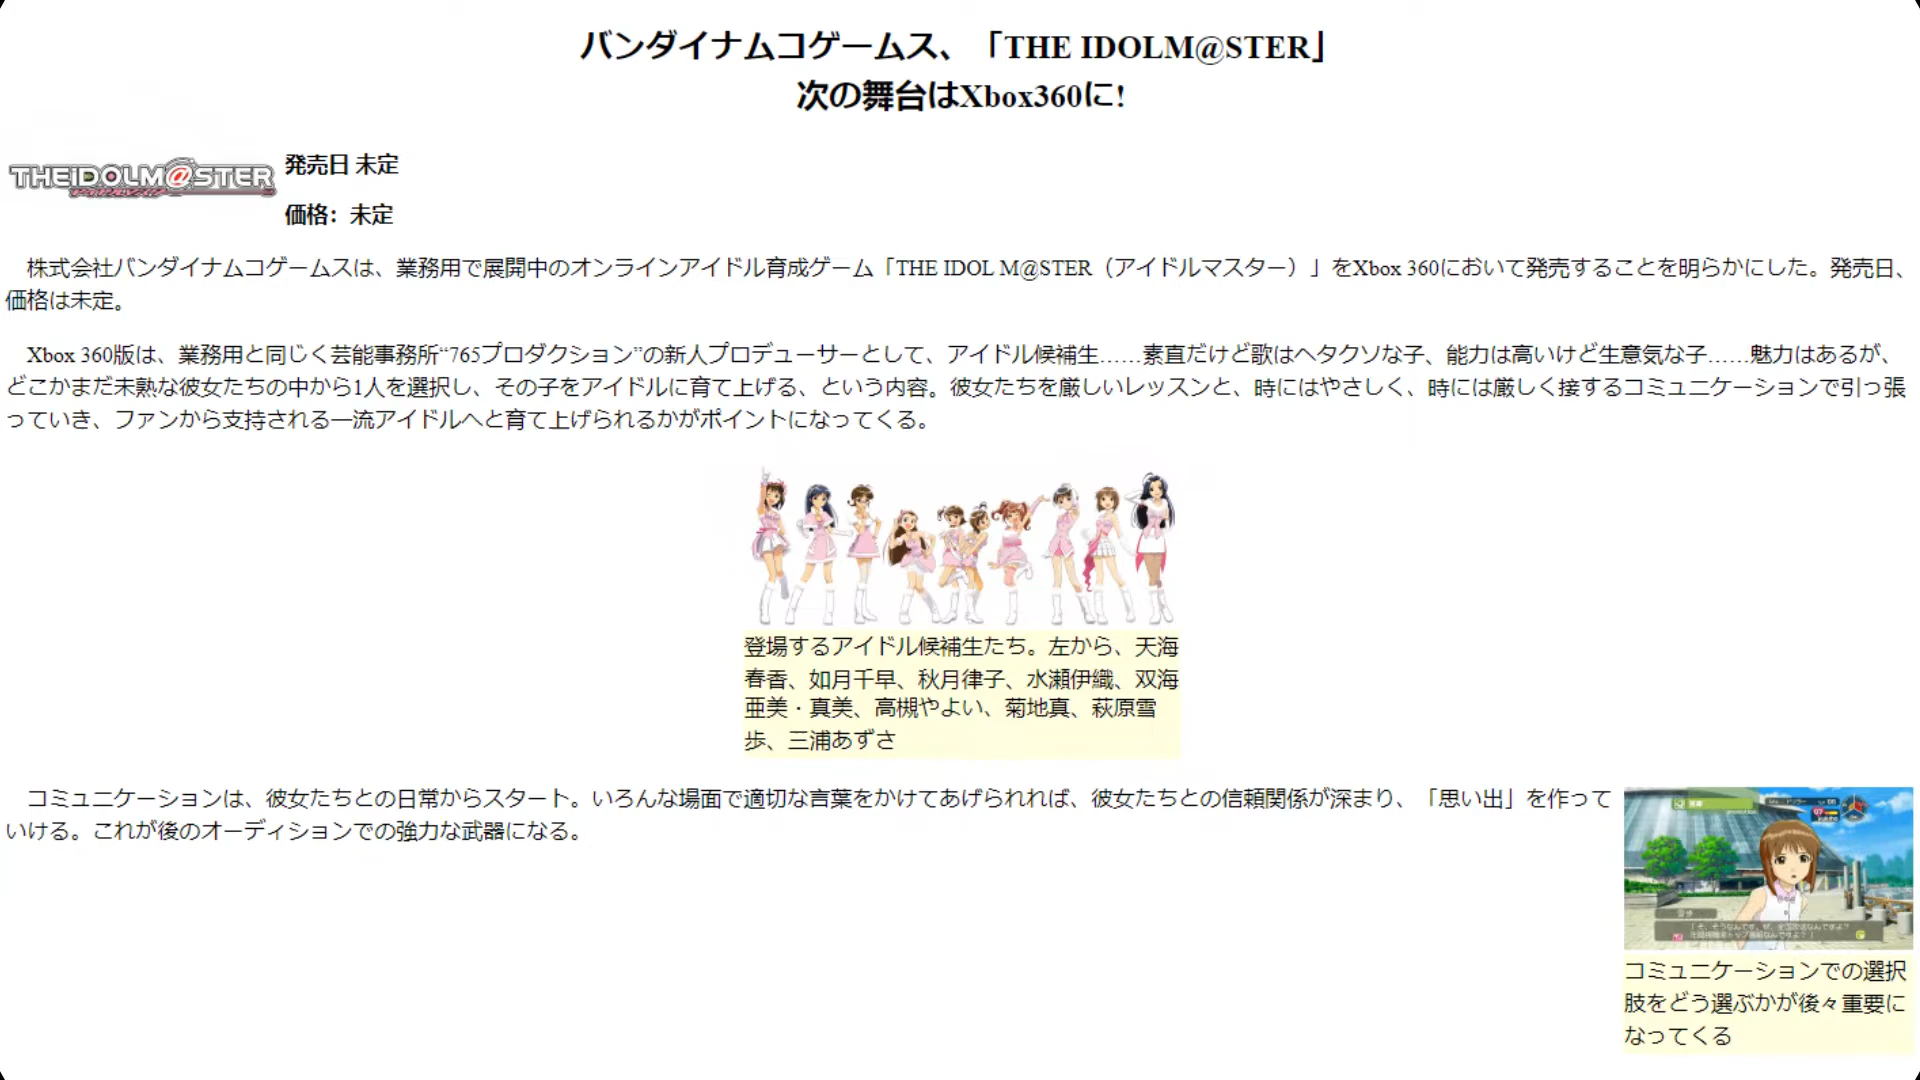 バンダイナムコゲームス、「THE IDOLM@STER」
次の舞台はXbox360に!
THE iDOLM@STER
発売日 未定
価格：未定
株式会社バンダイナムコゲームスは、業務用で展開中のオンラインアイドル育成ゲーム「THE IDOL M@STER（アイドルマスター）」をXbox 360において発売することを明らかにした。発売日、
価格は未定。
Xbox 360版は、業務用と同じく芸能事務所“765プロダクション”の新人プロデューサーとして、アイドル候補生……素直だけど歌はヘタクソな子、能力は高いけど生意気な子……魅力はあるが、
どこかまだ未熟な彼女たちの中から1人を選択し、その子をアイドルに育て上げる、という内容。彼女たちを厳しいレッスンと、時にはやさしく、時には厳しく接するコミュニケーションで引っ張
っていき、ファンから支持される一流アイドルへと育て上げられるかがポイントになってくる。
登場するアイドル候補生たち。左から、天海
春香、如月千早、秋月律子、水瀬伊織、双海
亜美・真美、高槻やよい、菊地真、萩原雪
歩、三浦あずさ
コミュニケーションは、彼女たちとの日常からスタート。いろんな場面で適切な言葉をかけてあげられれば、彼女たちとの信頼関係が深まり、「思い出」を作って
いける。これが後のオーディションでの強力な武器になる。
コミュニケーションでの選択
肢をどう選ぶかが後々重要に
なってくる